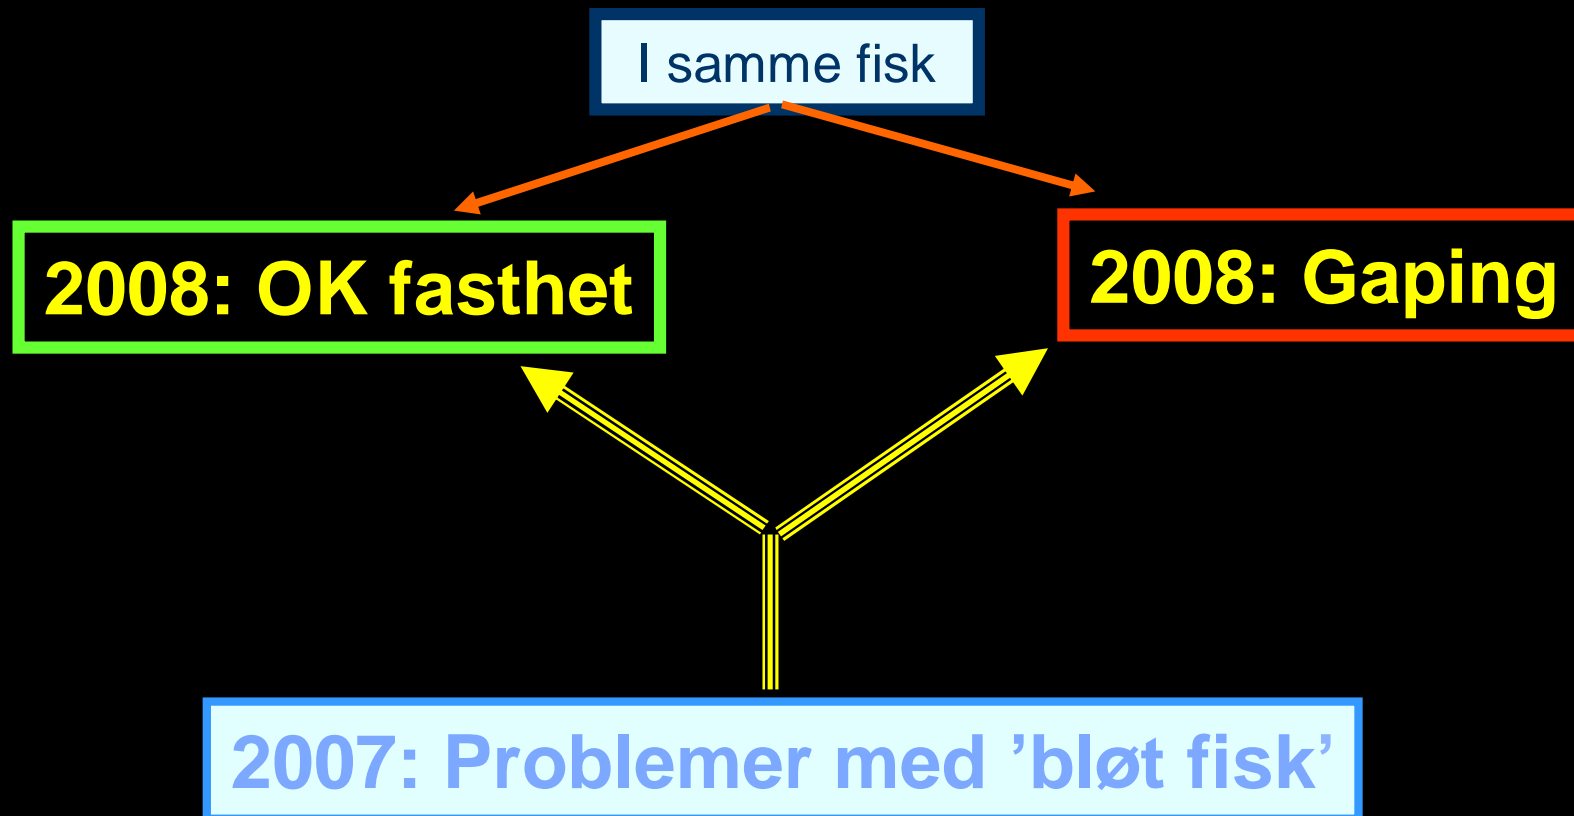 I samme fisk
2008: OK fasthet
2008: Gaping
2007: Problemer med ’bløt fisk’